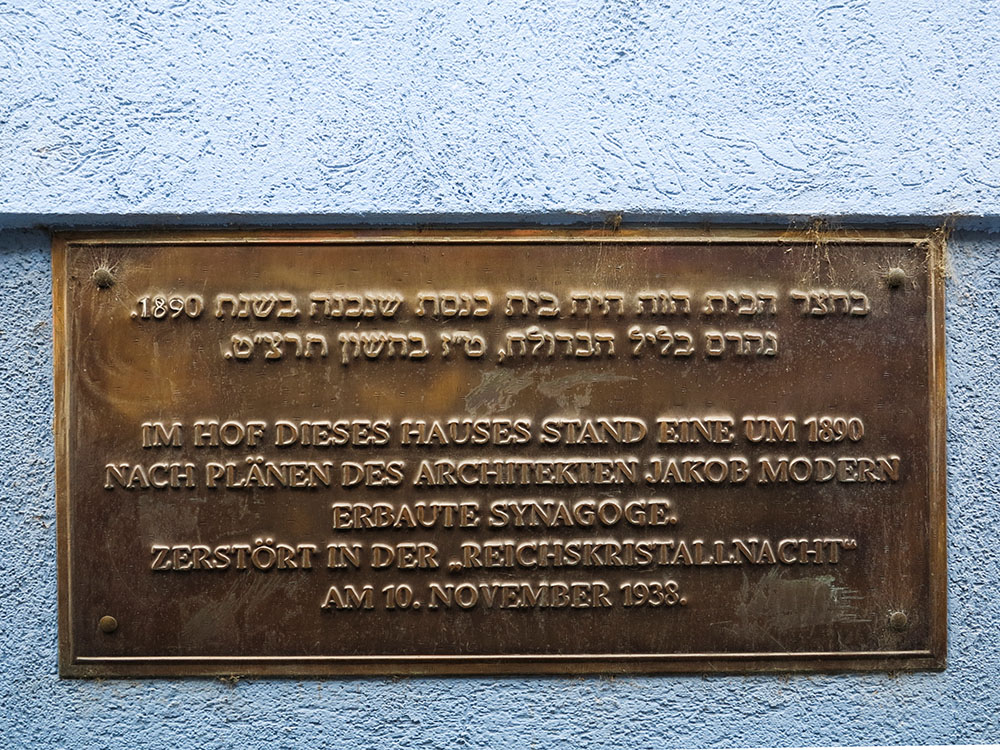 בחצר הבית הזה היה בית כנסת שנבנה בשנת 1890.
נהרס בליל הבדולח, ט"ז בחשון תרצ"ט.
IM HOF DIESES HAUSES STAND EINE UM 1890
NACH PLÄNEN DES ARCHITEKTEN JAKOB MODERN
ERBAUTE SYNAGOGE.
ZERSTÖRT IN DER „REICHSKRISTALLNACHT“
AM 10. NOVEMBER 1938.